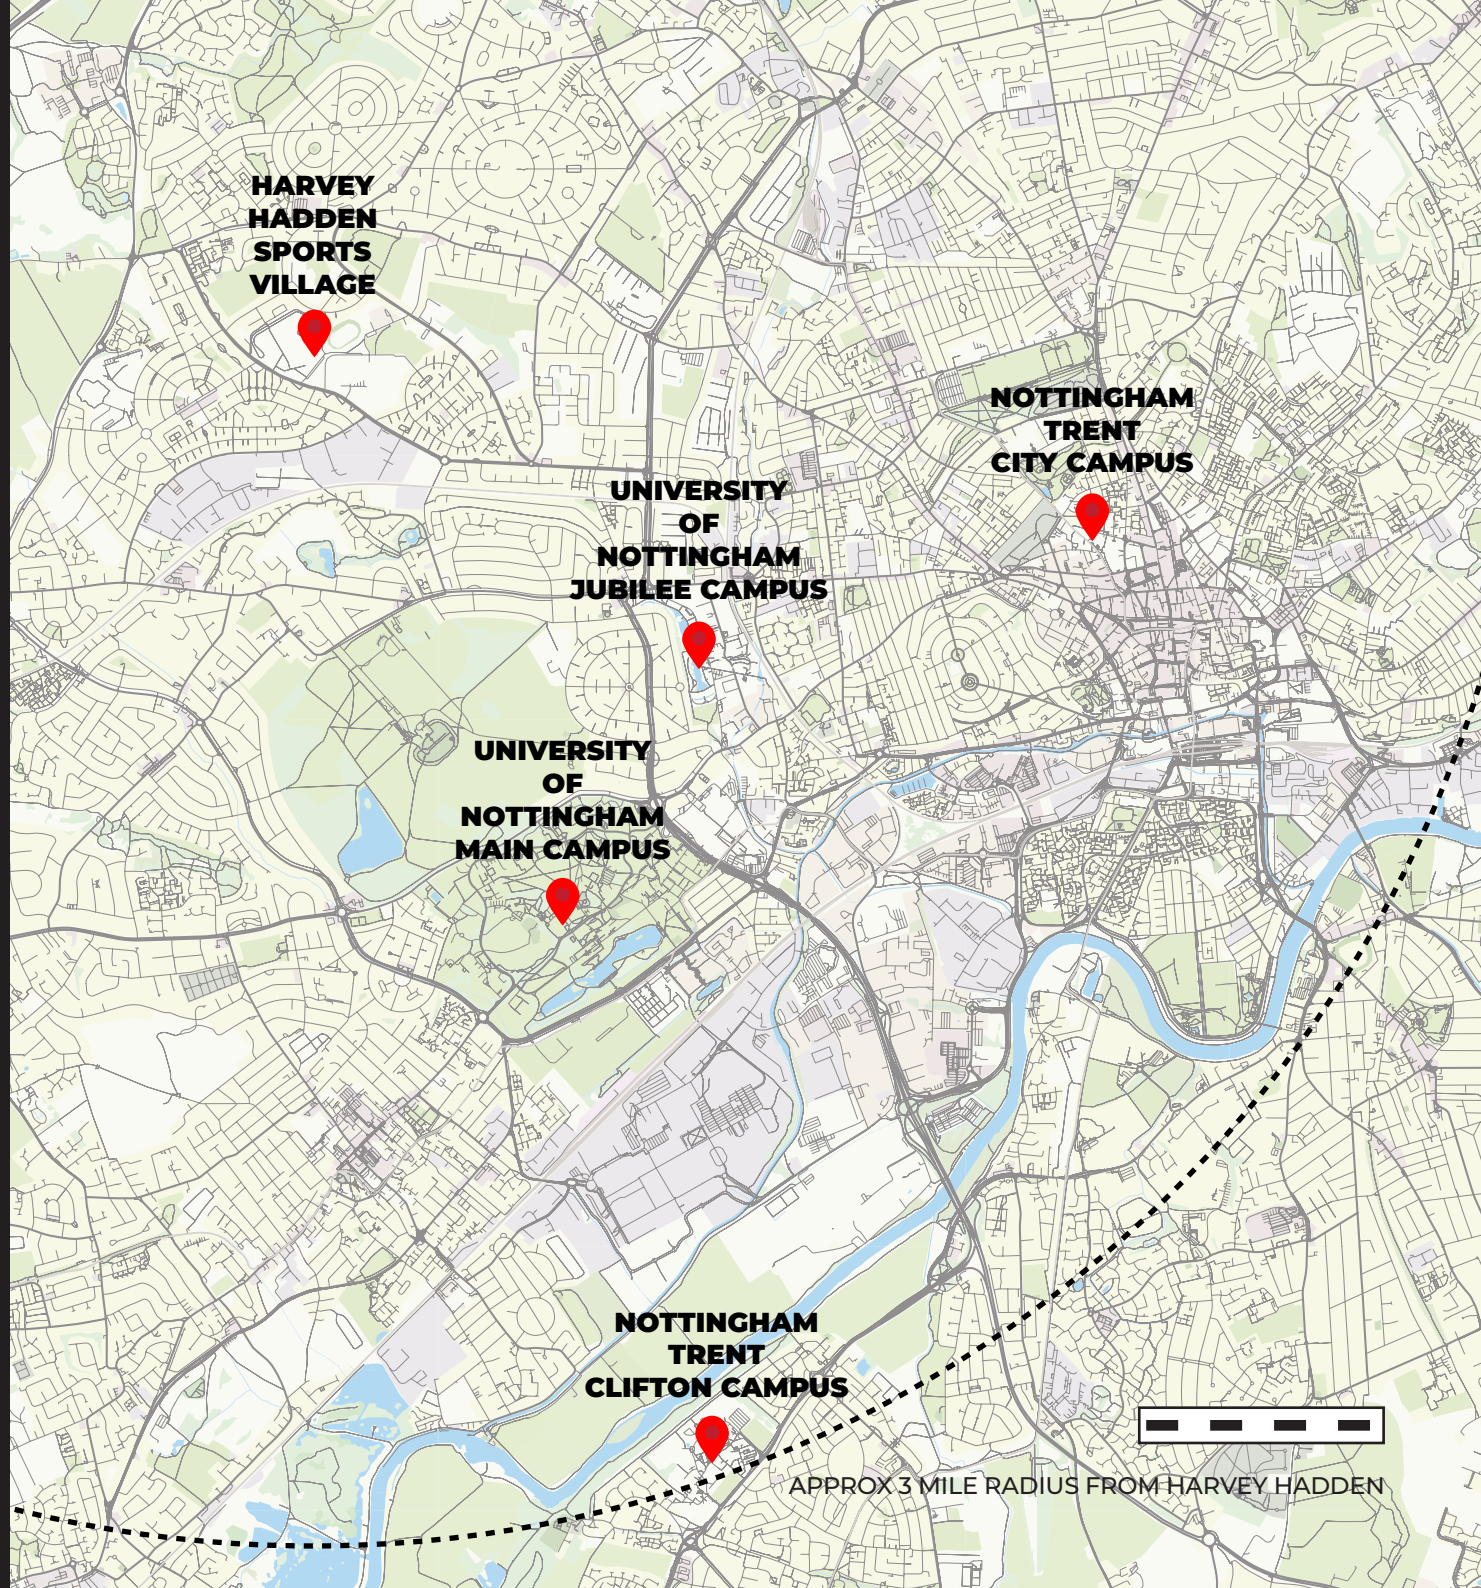 HARVEY
HADDEN
SPORTS
VILLAGE
NOTTINGHAM
TRENT
CITY CAMPUS
UNIVERSITY
OF
NOTTINGHAM
JUBILEE CAMPUS
UNIVERSITY
OF
NOTTINGHAM
MAIN CAMPUS
NOTTINGHAM
TRENT
CLIFTON CAMPUS
APPROX 3 MILE RADIUS FROM HARVEY HADDEN